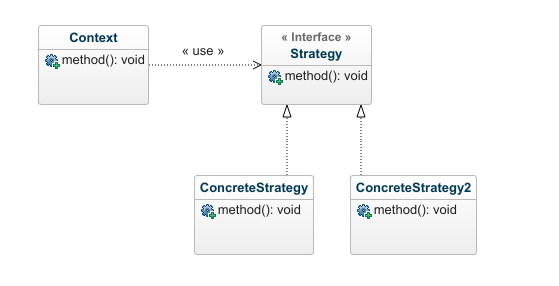 Context
method(): void
« use »
« Interface »
Strategy
method(): void
ConcreteStrategy
method(): void
ConcreteStrategy2
method(): void